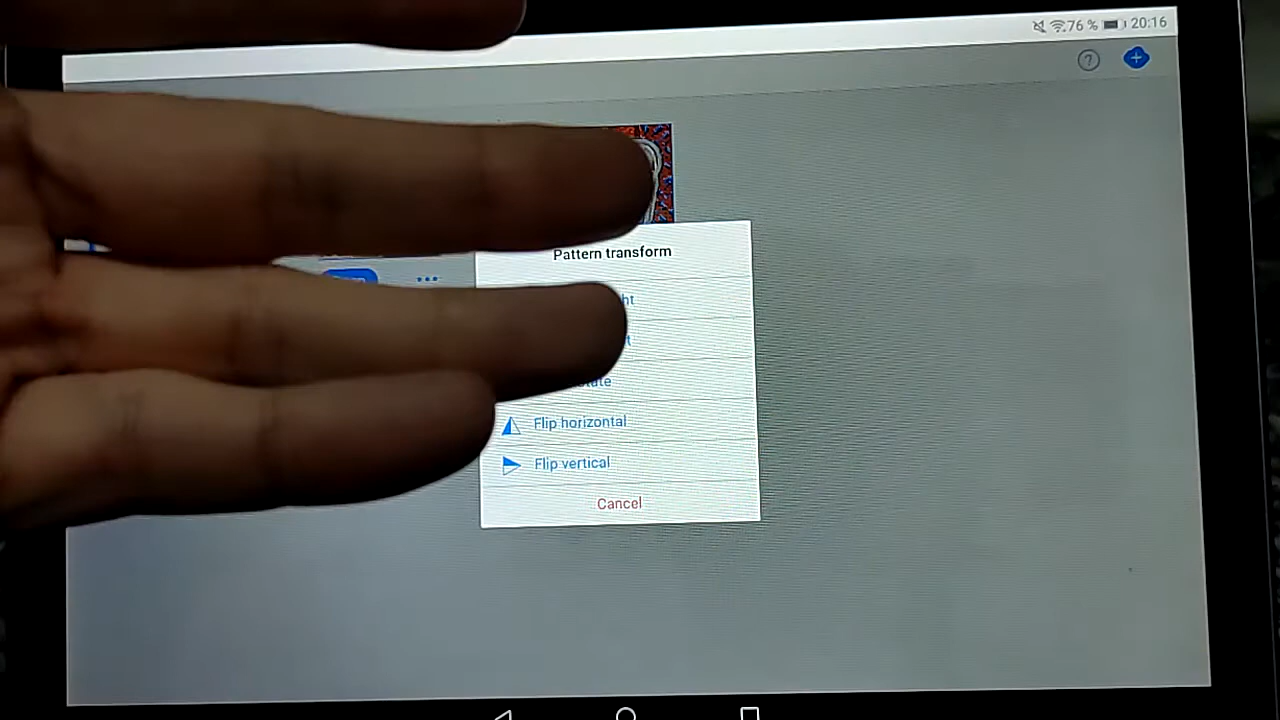 76 % 20:16
?
Pattern transform
Flip horizontal
Flip vertical
Cancel